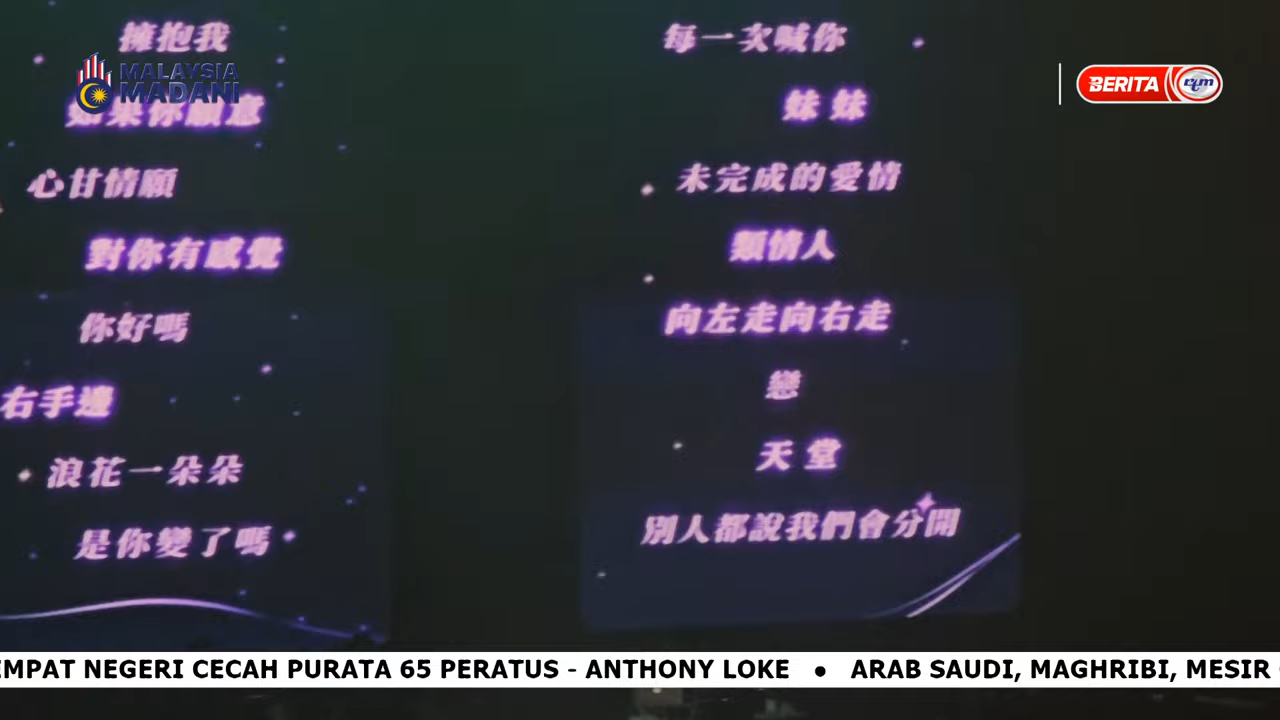 擁抱我
如果你願意
心甘情願
對你有感覺
你好嗎
右手邊
浪花一朵朵
是你變了嗎
每一次喊你
妹妹
未完成的愛情
類情人
向左走向右走
戀
天堂
別人都說我們會分開
MALAYSIA
MADANI
BERITA rtm
EMPAT NEGERI CECAH PURATA 65 PERATUS - ANTHONY LOKE ● ARAB SAUDI, MAGHRIBI, MESIR